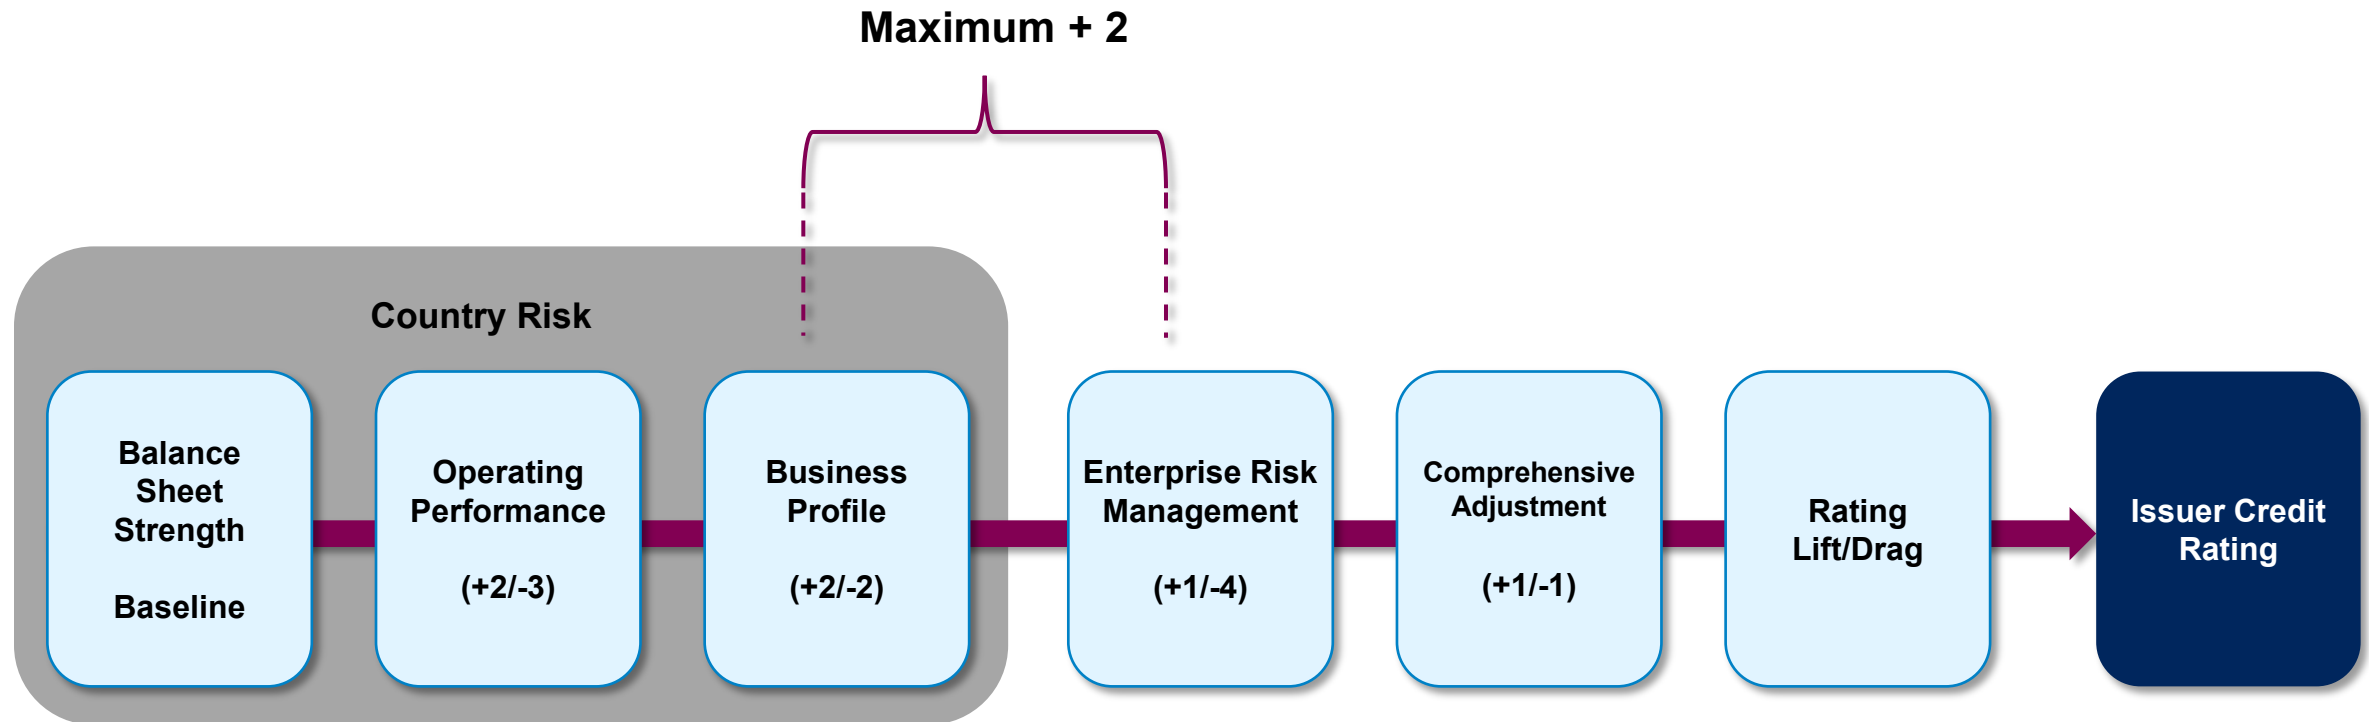 Maximum + 2
Country Risk
Balance
Sheet
Strength
Baseline
Operating
Performance
(+2/-3)
Business
Profile
(+2/-2)
Enterprise Risk
Management
(+1/-4)
Comprehensive
Adjustment
(+1/-1)
Rating
Lift/Drag
Issuer Credit
Rating